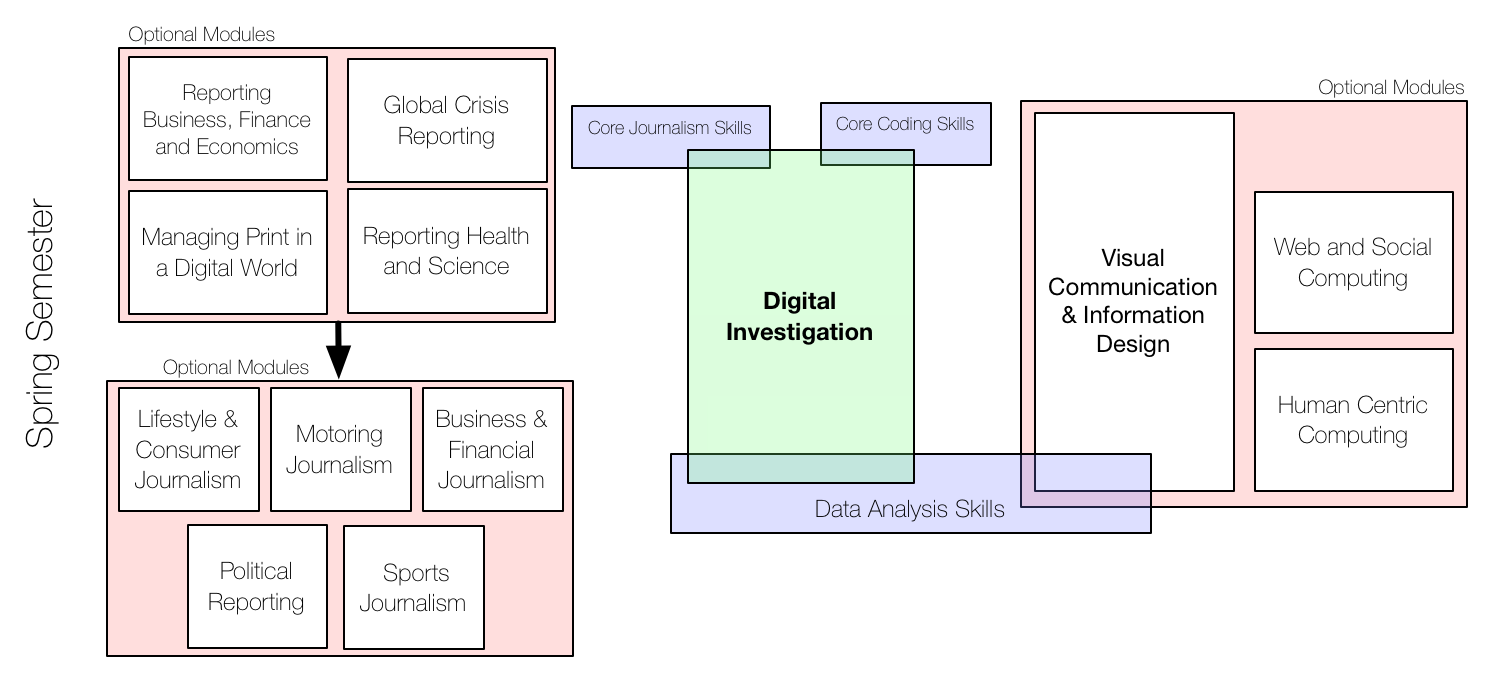 Spring Semester
Optional Modules
Reporting
Business, Finance
and Economics
Global Crisis
Reporting
Managing Print in
a Digital World
Reporting Health
and Science
Optional Modules
Lifestyle &
Consumer
Journalism
Motoring
Journalism
Business &
Financial
Journalism
Political
Reporting
Sports
Journalism
Core Journalism Skills
Core Coding Skills
Digital
Investigation
Data Analysis Skills
Optional Modules
Visual
Communication
& Information
Design
Web and Social
Computing
Human Centric
Computing